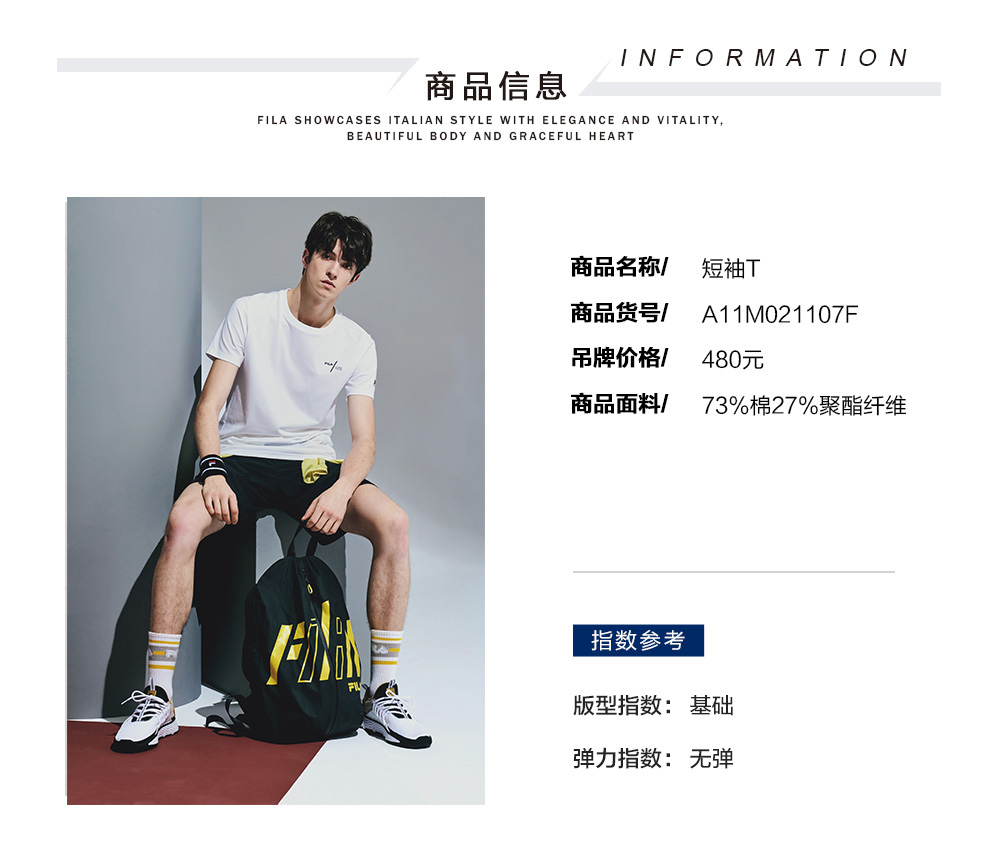 INFORMATION
商品信息
FILA SHOWCASES ITALIAN STYLE WITH ELEGANCE AND VITALITY,
BEAUTIFUL BODY AND GRACEFUL HEART
商品名称/ 短袖T
商品货号/ A11M021107F
吊牌价格/ 480元
商品面料/ 73%棉27%聚酯纤维
FILA
FILA
FILA
指数参考
版型指数： 基础
弹力指数： 无弹